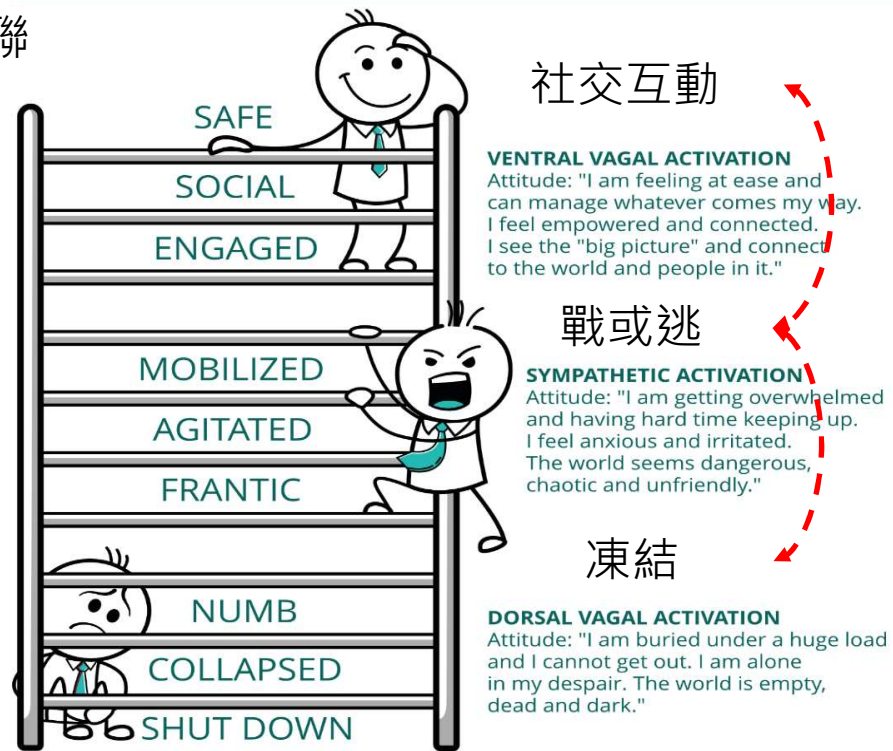 聯
SAFE
SOCIAL
ENGAGED
MOBILIZED
AGITATED
FRANTIC
NUMB
COLLAPSED
SHUT DOWN
社交互動
VENTRAL VAGAL ACTIVATION
Attitude: "I am feeling at ease and
can manage whatever comes my way.
I feel empowered and connected.
I see the "big picture" and connect
to the world and people in it."
戰或逃
SYMPATHETIC ACTIVATION
Attitude: "I am getting overwhelmed
and having hard time keeping up.
I feel anxious and irritated.
The world seems dangerous,
chaotic and unfriendly."
凍結
DORSAL VAGAL ACTIVATION
Attitude: "I am buried under a huge load
and I cannot get out. I am alone
in my despair. The world is empty,
dead and dark."